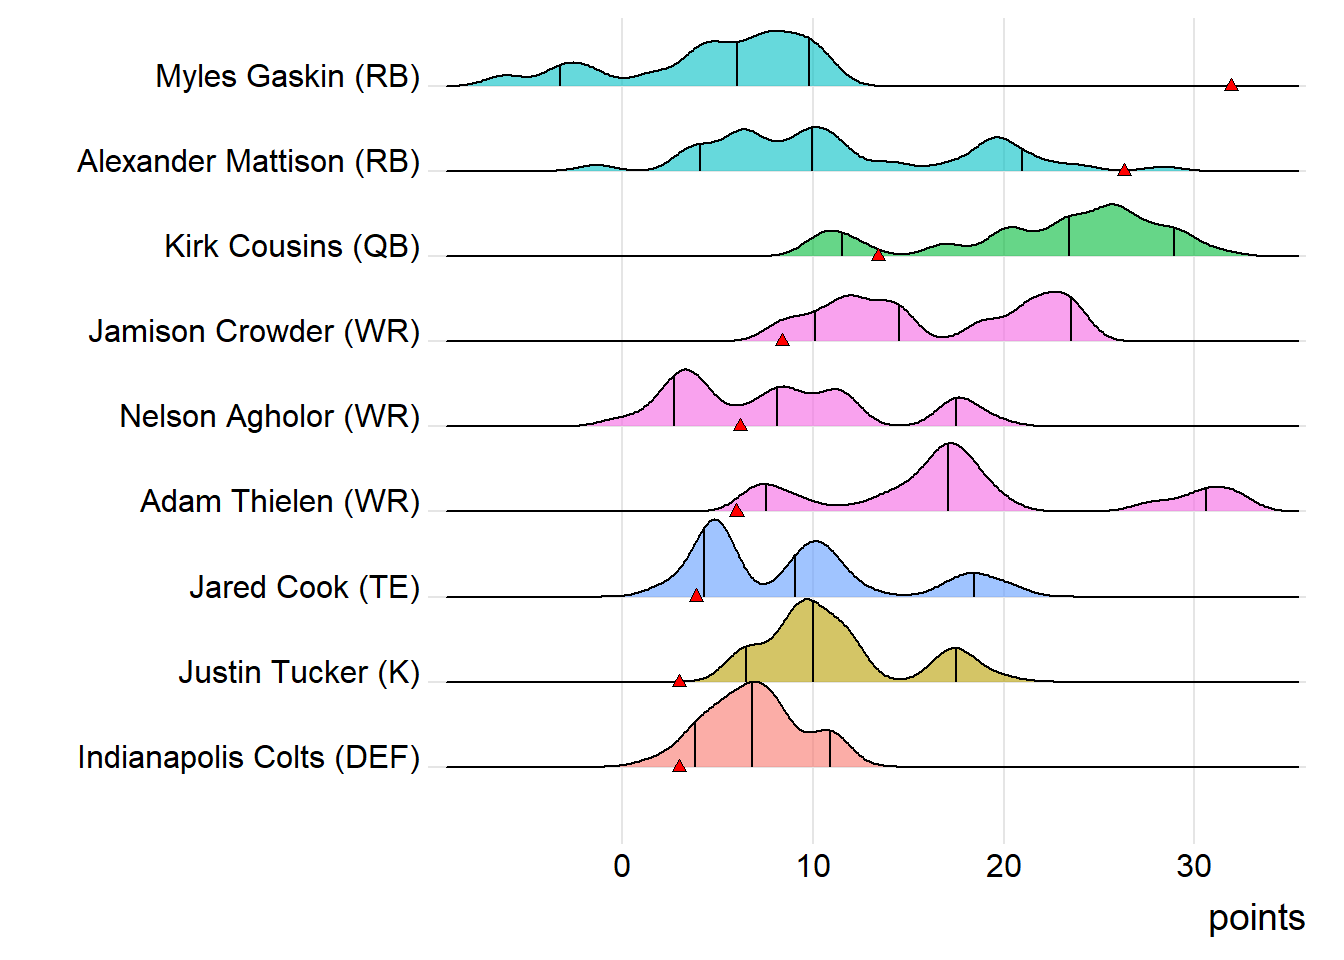 Myles Gaskin (RB)
Alexander Mattison (RB)
Kirk Cousins (QB)
Jamison Crowder (WR)
Nelson Agholor (WR)
Adam Thielen (WR)
Jared Cook (TE)
Justin Tucker (K)
Indianapolis Colts (DEF)
0 10 20 30
points